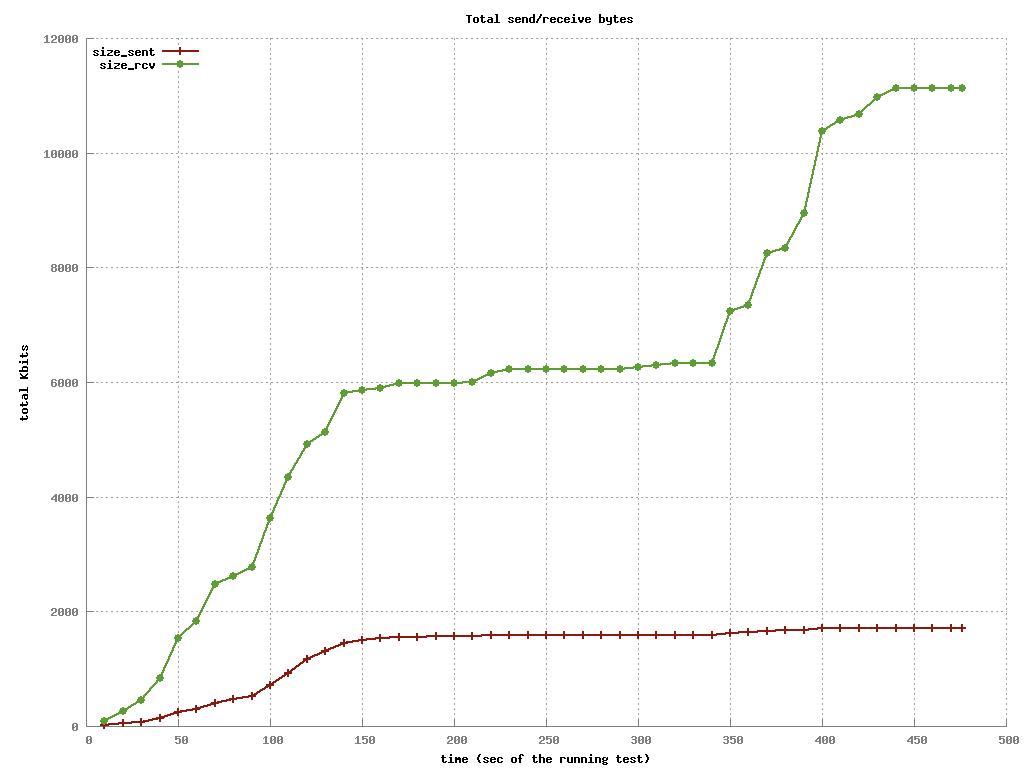 Total send/receive bytes
12000
size_sent
size_rcv
10000
8000
6000
total Kbits
4000
2000
0
0 50 100 150 200 250 300 350 400 450 500
time (sec of the running test)